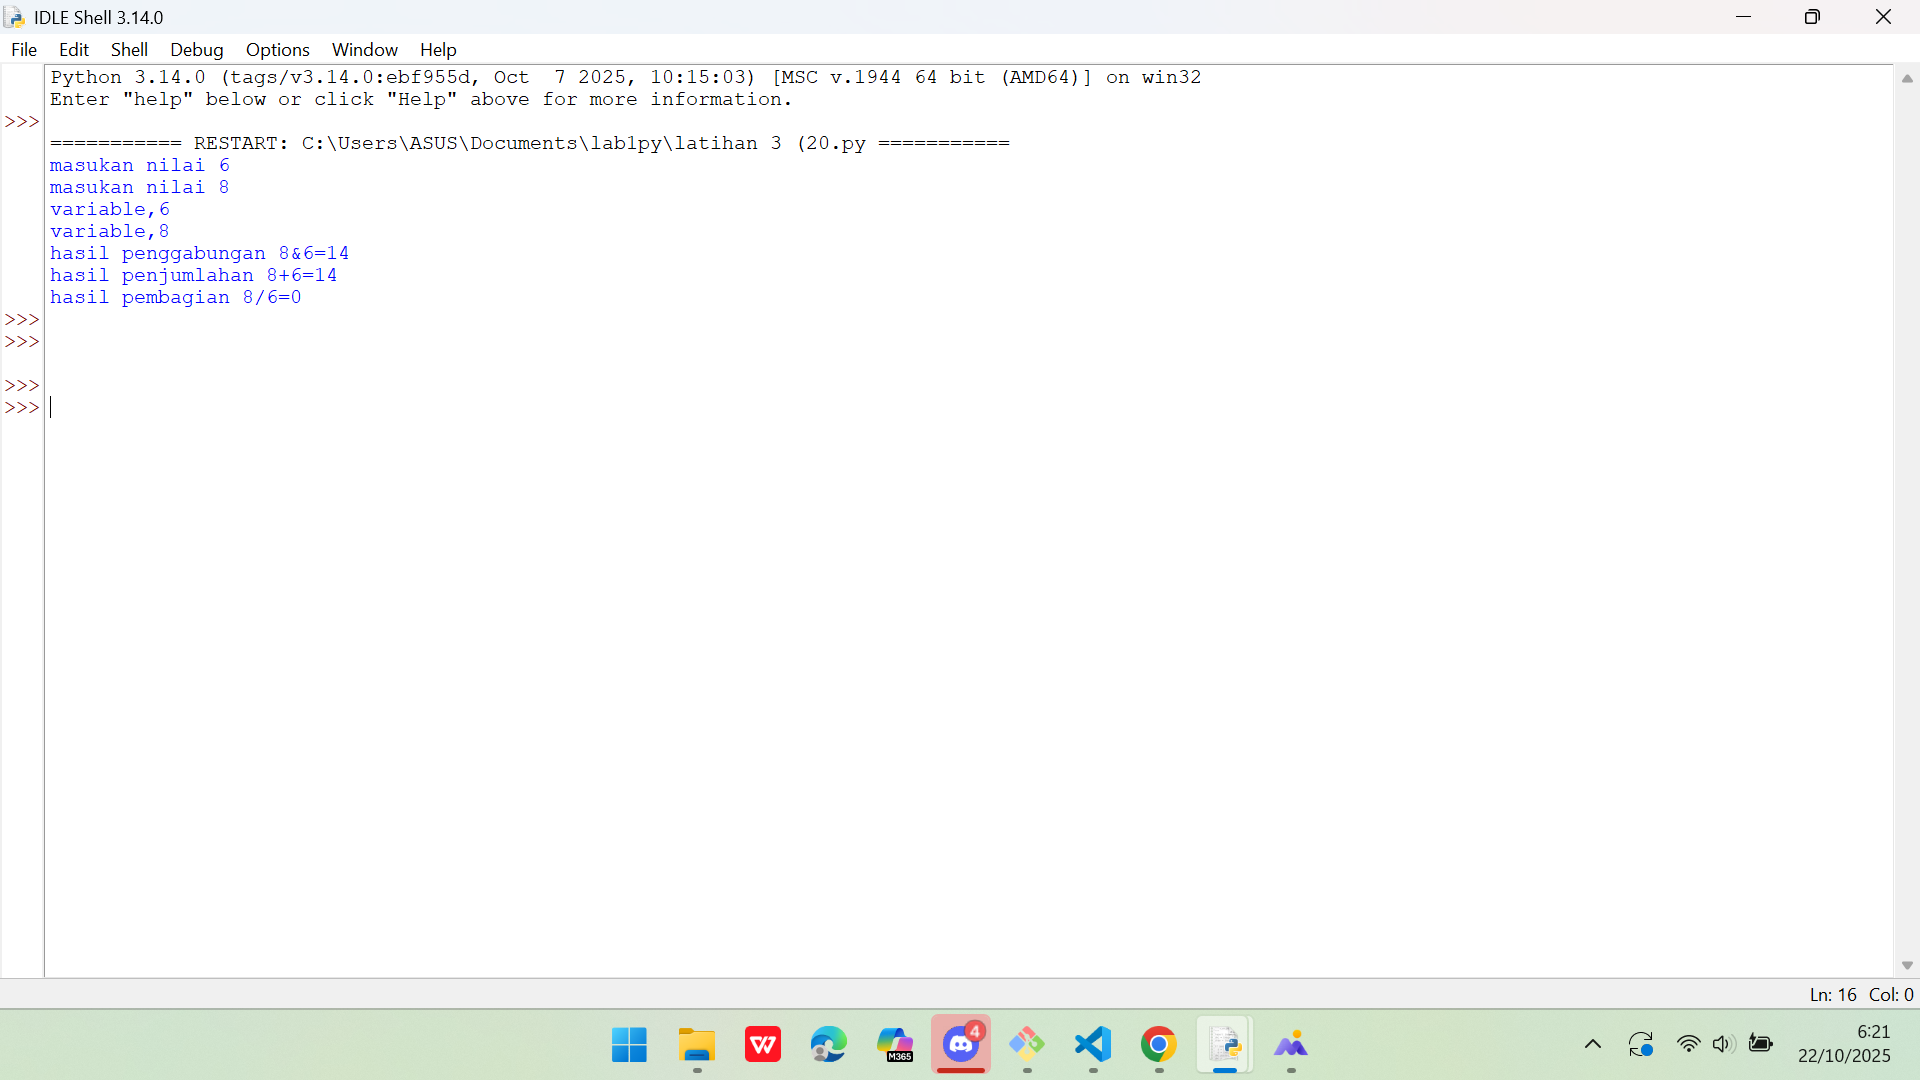 IDLE Shell 3.14.0
File Edit Shell Debug Options Window Help
Python 3.14.0 (tags/v3.14.0:ebf955d, Oct  7 2025, 10:15:03) [MSC v.1944 64 bit (AMD64)] on win32
Enter "help" below or click "Help" above for more information.
>>>
=========== RESTART: C:\Users\ASUS\Documents\lab1py\latihan 3 (20.py ===========
masukan nilai 6
masukan nilai 8
variable,6
variable,8
hasil penggabungan 8&6=14
hasil penjumlahan 8+6=14
hasil pembagian 8/6=0
>>>
>>>
>>>
>>>
Ln: 16 Col: 0
M365
4
6:21
22/10/2025